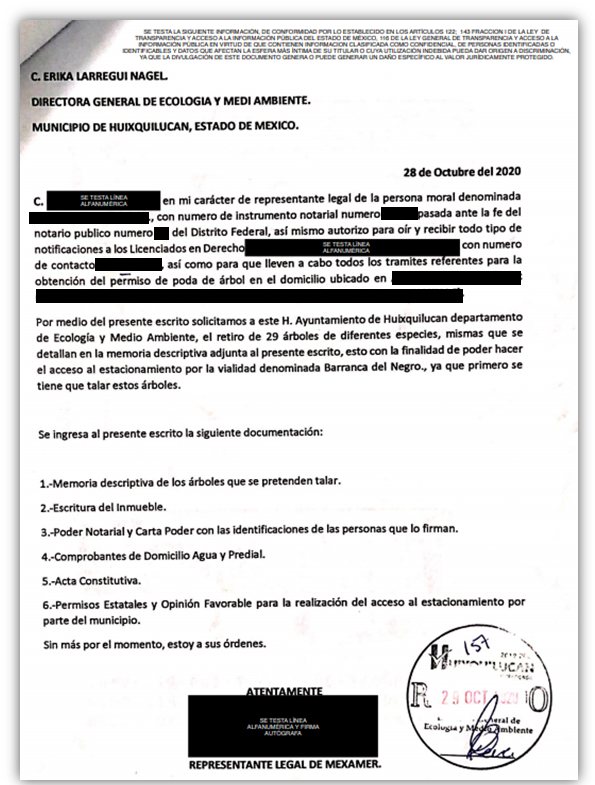 SE TESTA LA SIGUIENTE INFORMACIÓN, DE CONFORMIDAD POR LO ESTABLECIDO EN LOS ARTÍCULOS 122; 143 FRACCION I DE LA LEY DE
TRANSPARENCIA Y ACCESO A LA INFORMACIÓN PÚBLICA DEL ESTADO DE MÉXICO, 116 DE LA LEY GENERAL DE TRANSPARENCIA Y ACCESO A LA
INFORMACIÓN PÚBLICA EN VIRTUD DE QUE CONTIENEN INFORMACION CLASIFICADA COMO CONFIDENCIAL, DE PERSONAS IDENTIFICADAS O
IDENTIFICABLES Y DATOS QUE AFECTAN LA ESFERA MÁS INTIMA DE SU TITULAR O CUYA UTILIZACION INDEBIDA PUEDA DAR ORIGEN A DISCRIMINACIÓN,
YA QUE LA DIVULGACIÓN DE ESTE DOCUMENTO GENERA O PUEDE GENERAR UN DAÑO ESPECÍFICO AL VALOR JURÍDICAMENTE PROTEGIDO.
C. ERIKA LARREGUI NAGEL.
DIRECTORA GENERAL DE ECOLOGIA Y MEDI AMBIENTE.
MUNICIPIO DE HUIXQUILUCAN, ESTADO DE MEXICO.
28 de Octubre del 2020
C. SE TESTA LÍNEA ALFANUMÉRICA en mi carácter de representante legal de la persona moral denominada
., con numero de instrumento notarial numero pasada ante la fe del
notario publico numero del Distrito Federal, así mismo autorizo para oír y recibir todo tipo de
notificaciones a los Licenciados en Derecho SE TESTA LÍNEA ALFANUMÉRICA con numero
de contacto , así como para que lleven a cabo todos los tramites referentes para la
obtención del permiso de poda de árbol en el domicilio ubicado en
Por medio del presente escrito solicitamos a este H. Ayuntamiento de Huixquilucan departamento
de Ecología y Medio Ambiente, el retiro de 29 árboles de diferentes especies, mismas que se
detallan en la memoria descriptiva adjunta al presente escrito, esto con la finalidad de poder hacer
el acceso al estacionamiento por la vialidad denominada Barranca del Negro., ya que primero se
tiene que talar estos árboles.
Se ingresa al presente escrito la siguiente documentación:
1.-Memoria descriptiva de los árboles que se pretenden talar.
2.-Escritura del Inmueble.
3.-Poder Notarial y Carta Poder con las identificaciones de las personas que lo firman.
4.-Comprobantes de Domicilio Agua y Predial.
5.-Acta Constitutiva.
6.-Permisos Estatales y Opinión Favorable para la realización del acceso al estacionamiento por
parte del municipio.
Sin más por el momento, estoy a sus órdenes.
157
HUIXQUILUCAN
R 29 OCT O
General de
Ecología y Medio Ambiente
ATENTAMENTE
SE TESTA LÍNEA
ALFANUMÉRICA Y FIRMA
AUTÓGRAFA
REPRESENTANTE LEGAL DE MEXAMER.